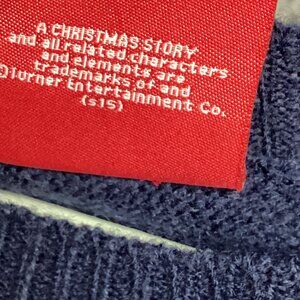 A CHRISTMAS STORY
and all related characters
and elements are
trademarks of and
©Turner Entertainment Co.
(s15)